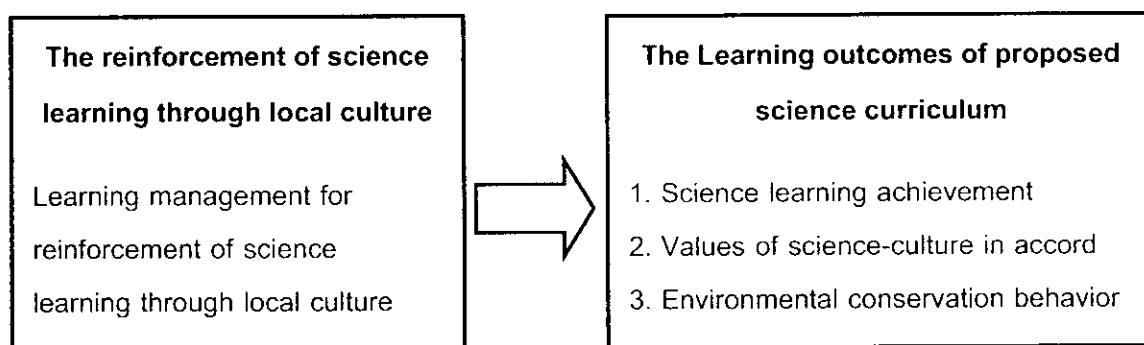 The reinforcement of science
learning through local culture
Learning management for
reinforcement of science
learning through local culture
The Learning outcomes of proposed
science curriculum
1. Science learning achievement
2. Values of science-culture in accord
3. Environmental conservation behavior